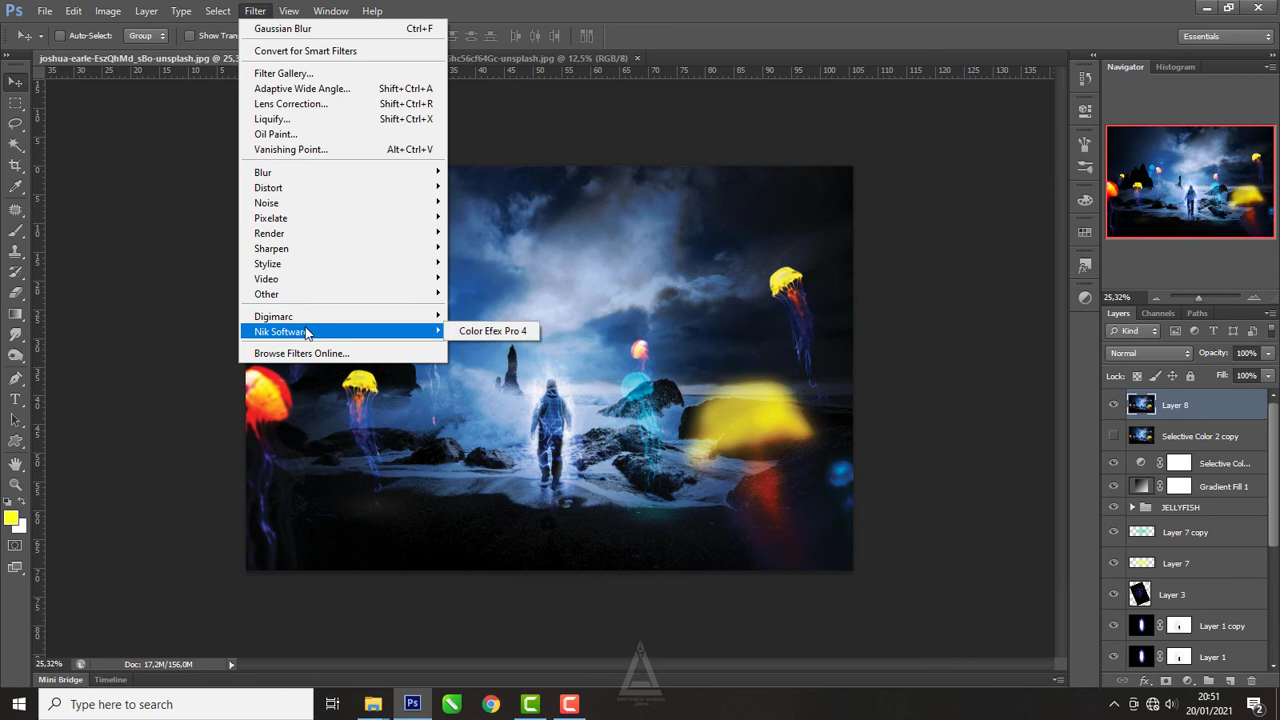 Ps File Edit Image Layer Type Select Filter View Window Help
Auto-Select: Group Show Tran
Essentials
joshua-earle-EszQhMd_sBo-unsplash.jpg @ 25,3
hc56cf64Gc-unsplash.jpg @ 12,5% (RGB/8)
Gaussian Blur Ctrl+F
Convert for Smart Filters
Filter Gallery...
Adaptive Wide Angle... Shift+Ctrl+A
Lens Correction... Shift+Ctrl+R
Liquify... Shift+Ctrl+X
Oil Paint...
Vanishing Point... Alt+Ctrl+V
Blur
Distort
Noise
Pixelate
Render
Sharpen
Stylize
Video
Other
Digimarc
Nik Software
Color Efex Pro 4
Browse Filters Online...
Navigator Histogram
25,32%
Layers Channels Paths
Kind
Normal Opacity: 100%
Lock: Fill: 100%
Layer 8
Selective Color 2 copy
Selective Col...
Gradient Fill 1
JELLYFISH
Layer 7 copy
Layer 7
Layer 3
Layer 1 copy
Layer 1
25,32% Doc: 17,2M/156,0M
Mini Bridge Timeline
Type here to search
20:51
20/01/2021